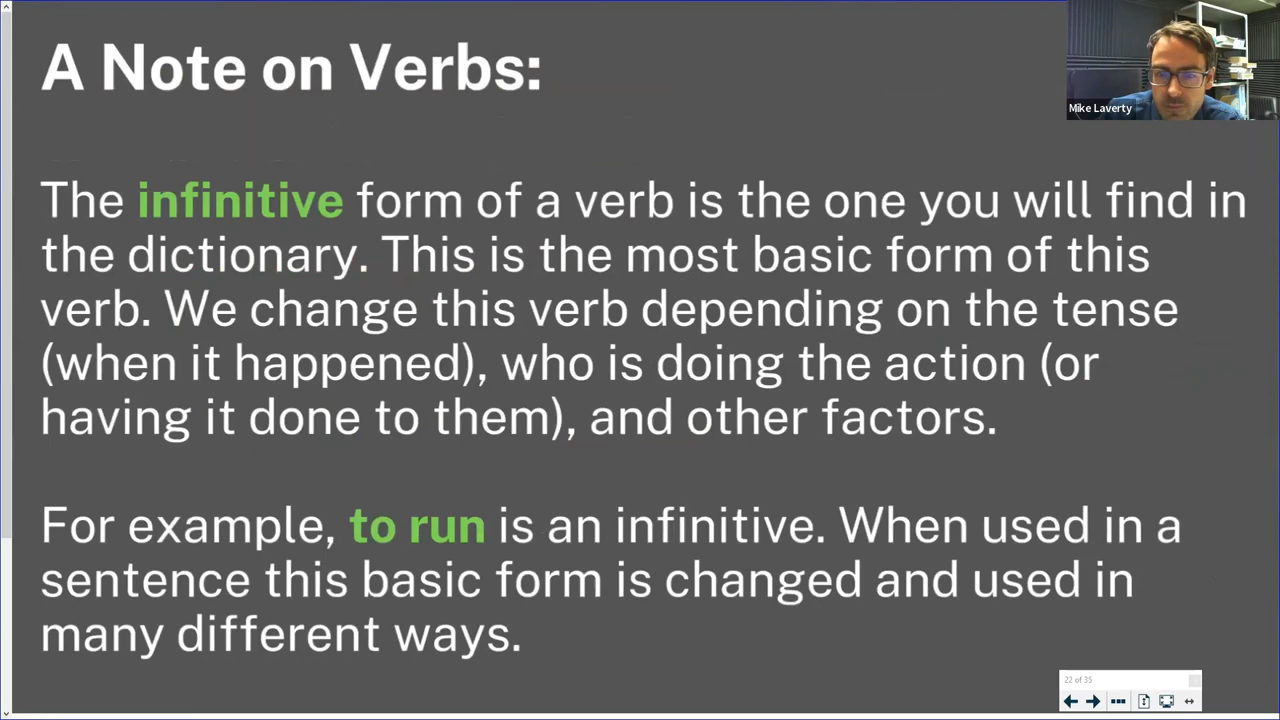 A Note on Verbs:
Mike Laverty
The infinitive form of a verb is the one you will find in
the dictionary. This is the most basic form of this
verb. We change this verb depending on the tense
(when it happened), who is doing the action (or
having it done to them), and other factors.
For example, to run is an infinitive. When used in a
sentence this basic form is changed and used in
many different ways.
22 of 35